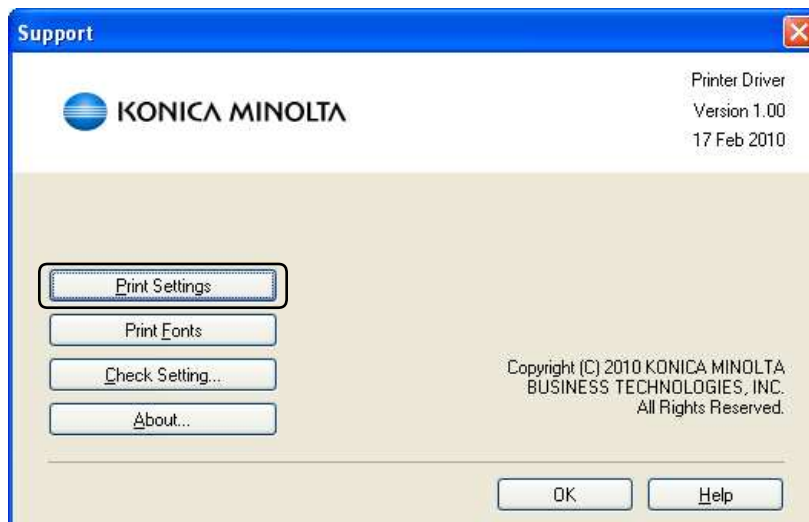 Support
KONICA MINOLTA
Printer Driver
Version 1.00
17 Feb 2010
Print Settings
Print Fonts
Check Setting...
About...
Copyright (C) 2010 KONICA MINOLTA
BUSINESS TECHNOLOGIES, INC.
All Rights Reserved.
OK
Help